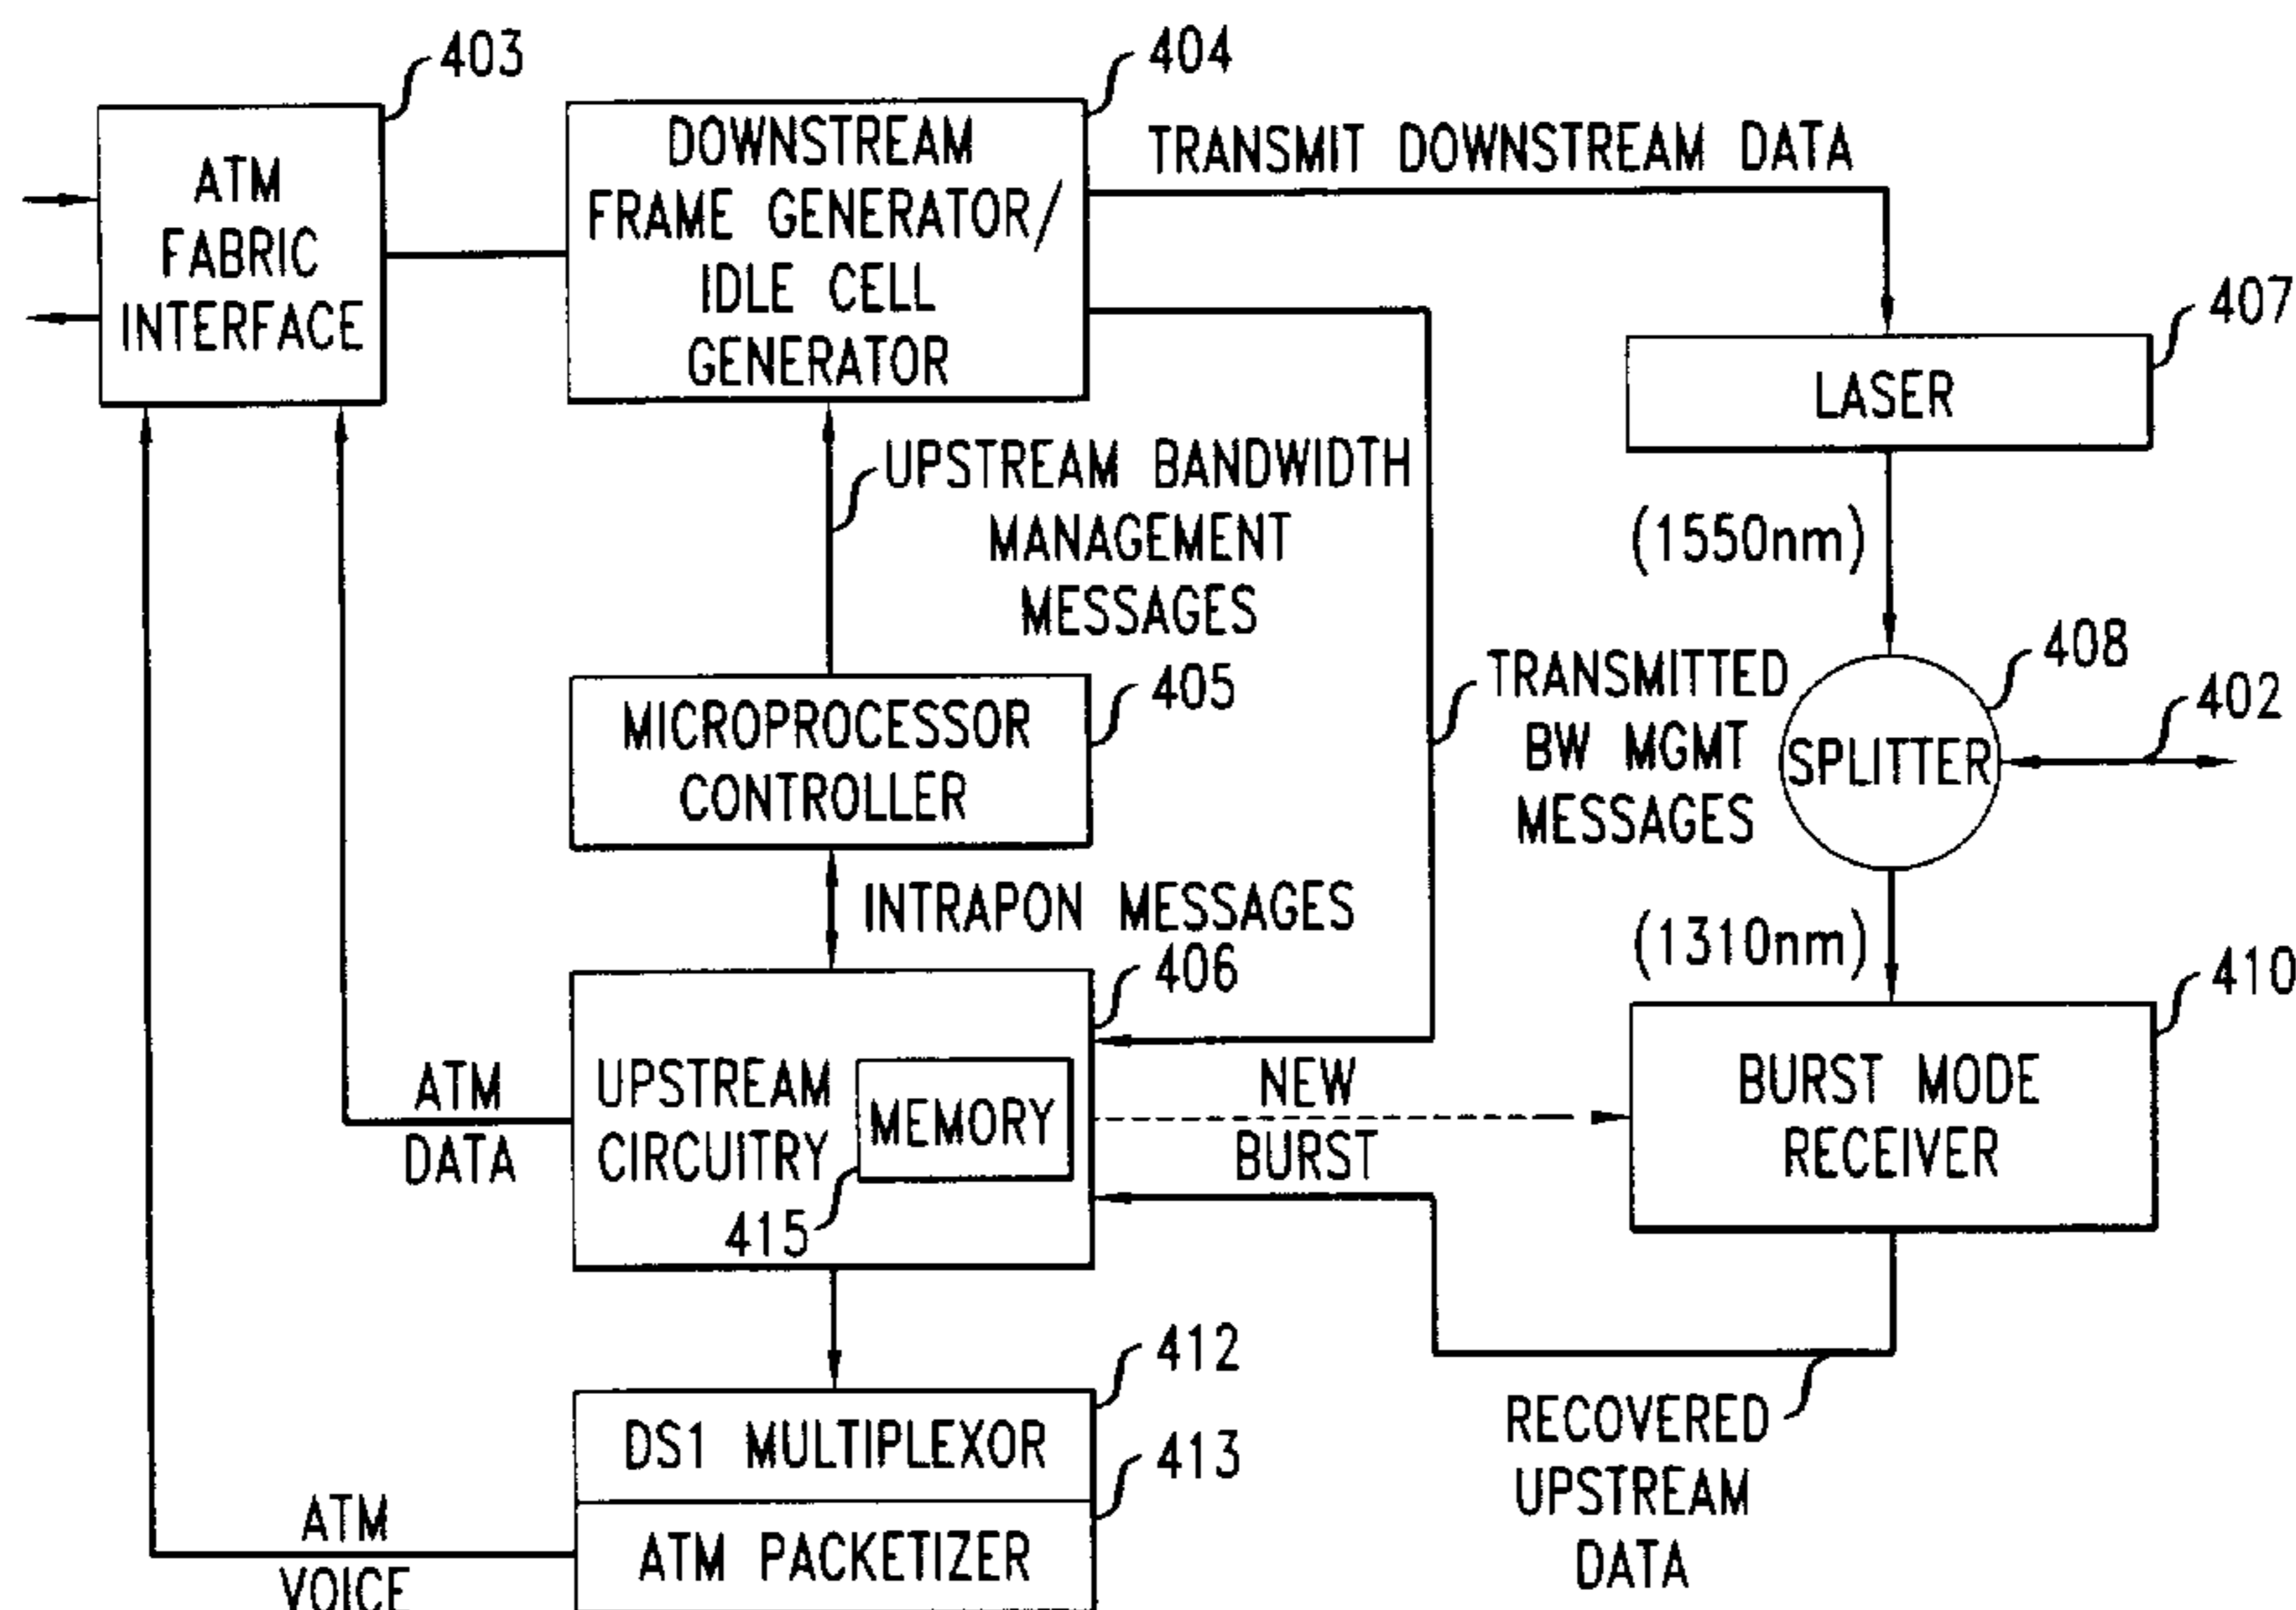 403
ATM
FABRIC
INTERFACE
404
DOWNSTREAM
FRAME GENERATOR/
IDLE CELL
GENERATOR
TRANSMIT DOWNSTREAM DATA
407
LASER
(1550nm)
UPSTREAM BANDWIDTH
MANAGEMENT
MESSAGES
405
MICROPROCESSOR
CONTROLLER
TRANSMITTED
BW MGMT
MESSAGES
408
402
SPLITTER
INTRAPON MESSAGES
(1310nm)
406
410
UPSTREAM
CIRCUITRY
MEMORY
415
ATM
DATA
NEW
BURST
BURST MODE
RECEIVER
412
DS1 MULTIPLEXOR
413
ATM PACKETIZER
ATM
VOICE
RECOVERED
UPSTREAM
DATA